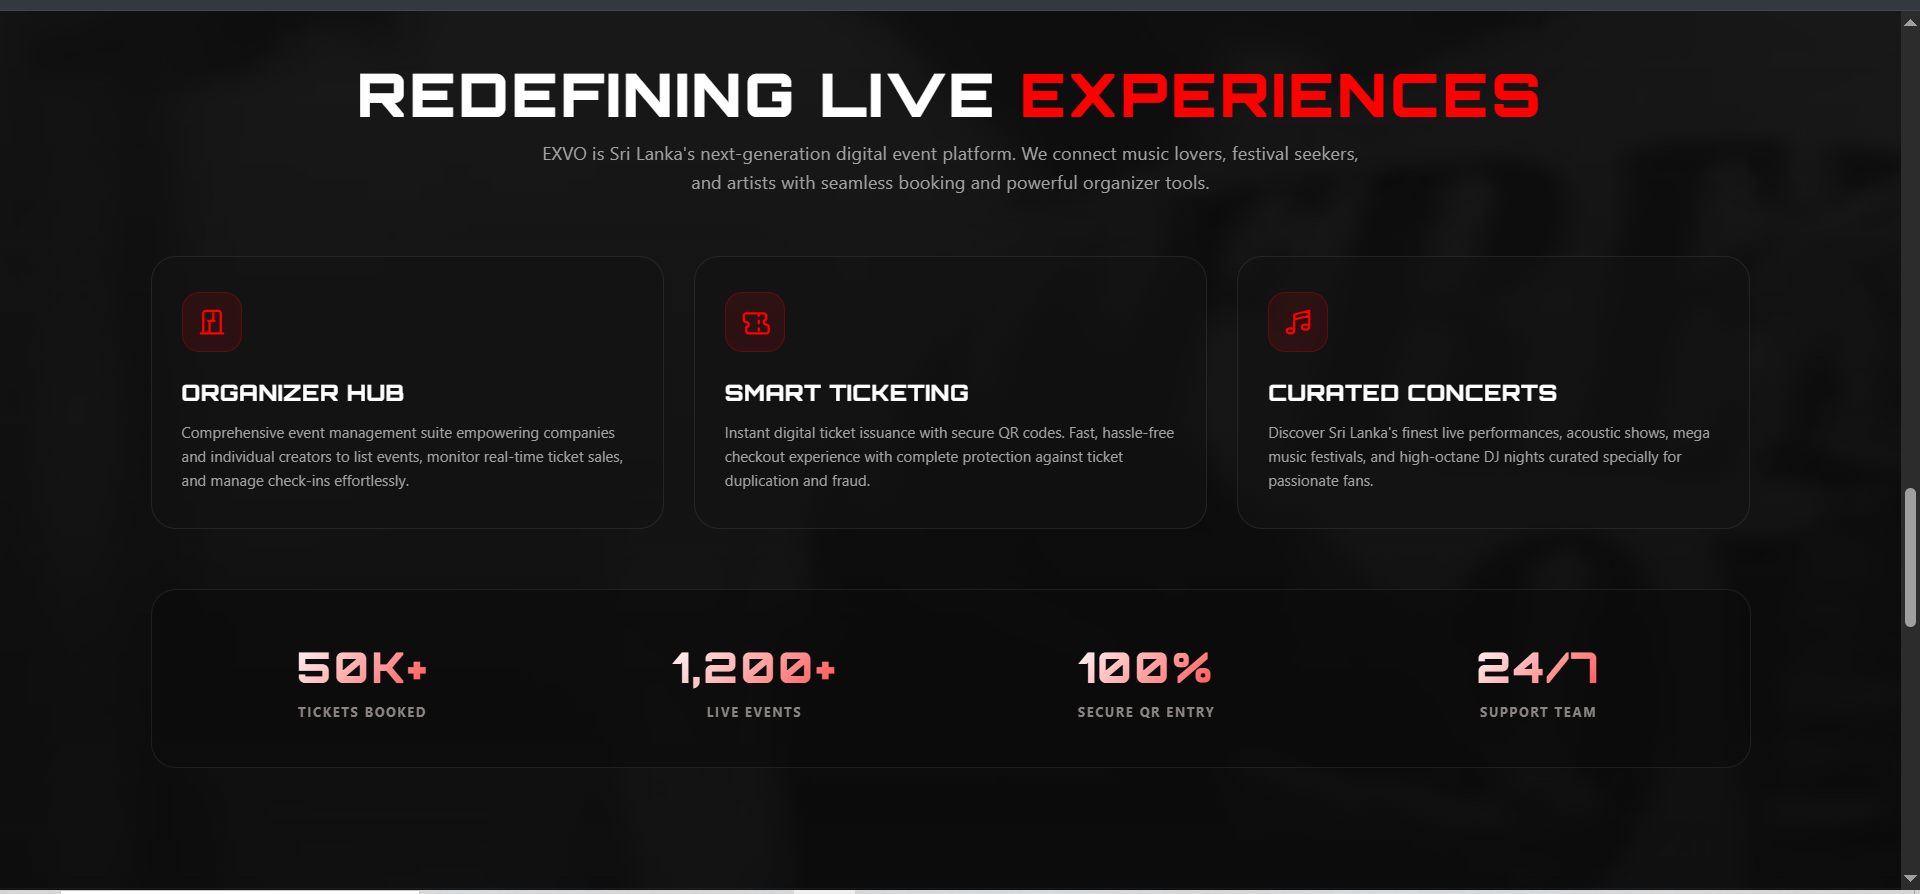 REDEFINING LIVE EXPERIENCES
EXVO is Sri Lanka's next-generation digital event platform. We connect music lovers, festival seekers,
and artists with seamless booking and powerful organizer tools.
ORGANIZER HUB
Comprehensive event management suite empowering companies
and individual creators to list events, monitor real-time ticket sales,
and manage check-ins effortlessly.
SMART TICKETING
Instant digital ticket issuance with secure QR codes. Fast, hassle-free
checkout experience with complete protection against ticket
duplication and fraud.
CURATED CONCERTS
Discover Sri Lanka's finest live performances, acoustic shows, mega
music festivals, and high-octane DJ nights curated specially for
passionate fans.
50K+
TICKETS BOOKED
1,200+
LIVE EVENTS
100%
SECURE QR ENTRY
24/7
SUPPORT TEAM